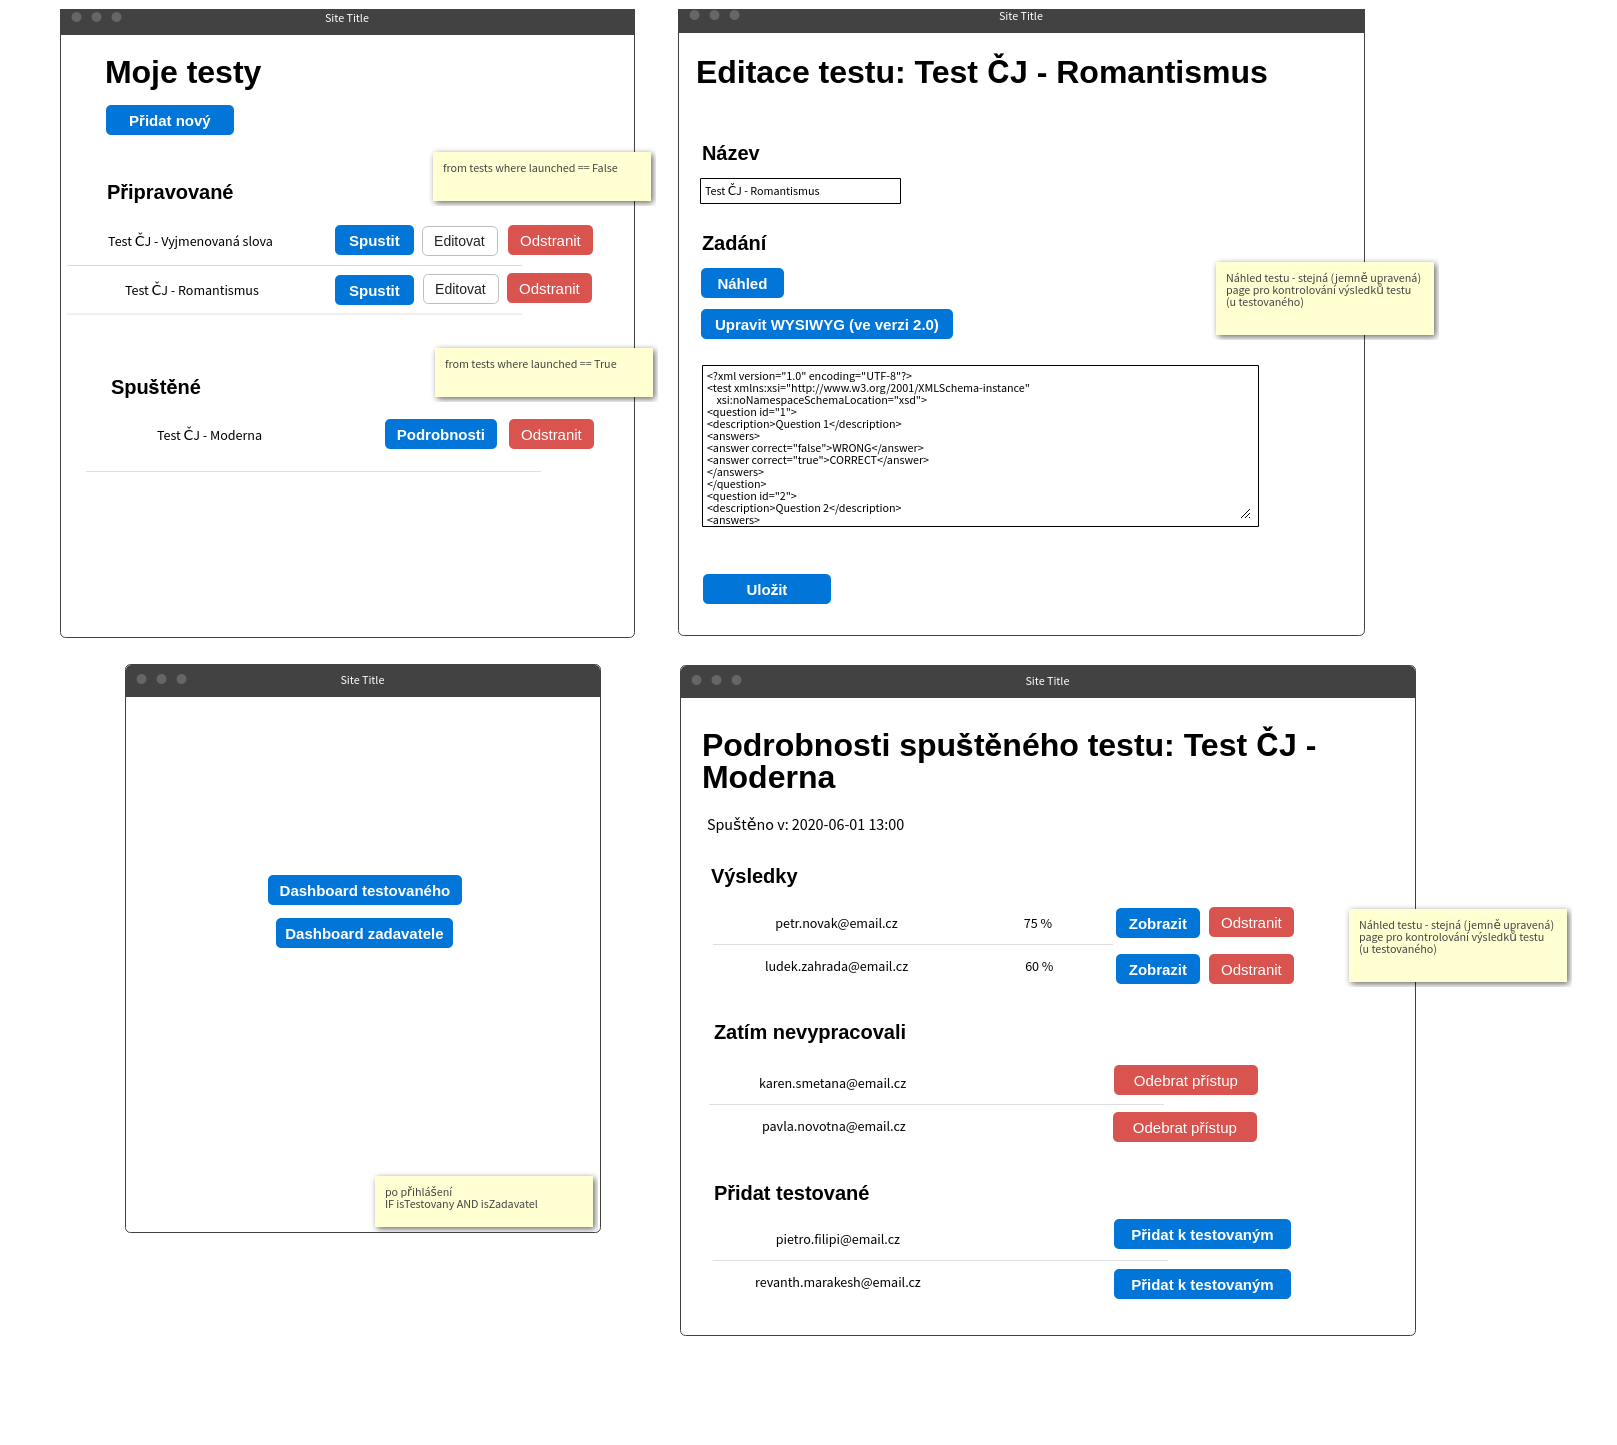 Site Title
Moje testy
Přidat nový
from tests where launched == False
Připravované
Test ČJ - Vyjmenovaná slova Spustit Editovat Odstranit
Test ČJ - Romantismus Spustit Editovat Odstranit
from tests where launched == True
Spuštěné
Test ČJ - Moderna Podrobnosti Odstranit
Site Title
Editace testu: Test ČJ - Romantismus
Název
Test ČJ - Romantismus
Zadání
Náhled
Upravit WYSIWYG (ve verzi 2.0)
Náhled testu - stejná (jemně upravená)
page pro kontrolování výsledků testu
(u testovaného)
<?xml version="1.0" encoding="UTF-8"?>
<test xmlns:xsi="http://www.w3.org/2001/XMLSchema-instance"
xsi:noNamespaceSchemaLocation="xsd">
<question id="1">
<description>Question 1</description>
<answers>
<answer correct="false">WRONG</answer>
<answer correct="true">CORRECT</answer>
</answers>
</question>
<question id="2">
<description>Question 2</description>
<answers>
Uložit
Site Title
Dashboard testovaného
Dashboard zadavatele
po přihlášení
IF isTestovany AND isZadavatel
Site Title
Podrobnosti spuštěného testu: Test ČJ -
Moderna
Spuštěno v: 2020-06-01 13:00
Výsledky
petr.novak@email.cz 75 % Zobrazit Odstranit
ludek.zahrada@email.cz 60 % Zobrazit Odstranit
Náhled testu - stejná (jemně upravená)
page pro kontrolování výsledků testu
(u testovaného)
Zatím nevypracovali
karen.smetana@email.cz Odebrat přístup
pavla.novotna@email.cz Odebrat přístup
Přidat testované
pietro.filipi@email.cz Přidat k testovaným
revanth.marakesh@email.cz Přidat k testovaným